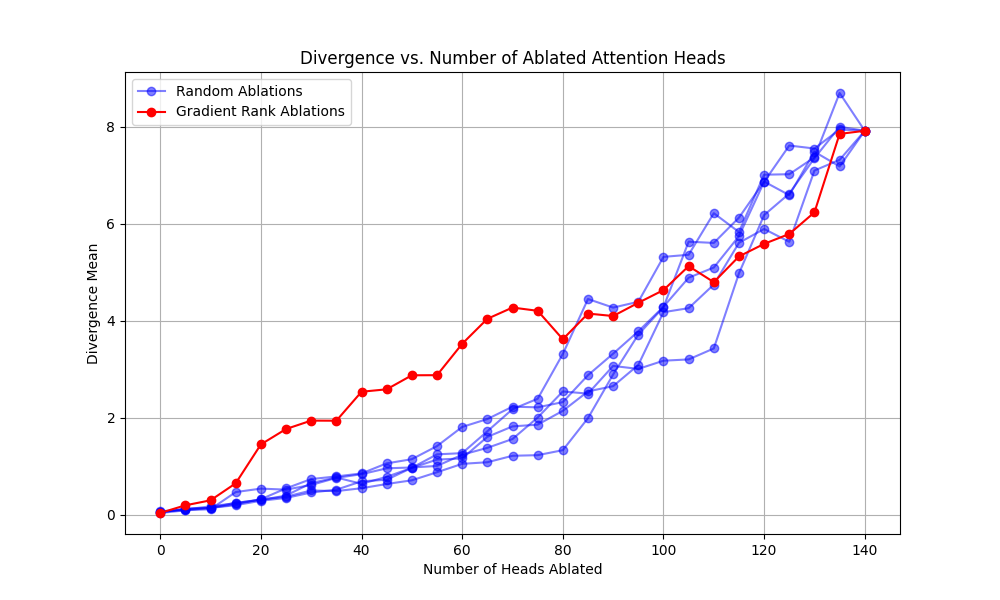 Divergence vs. Number of Ablated Attention Heads
Random Ablations
Gradient Rank Ablations
Divergence Mean
8
6
4
2
0
0 20 40 60 80 100 120 140
Number of Heads Ablated